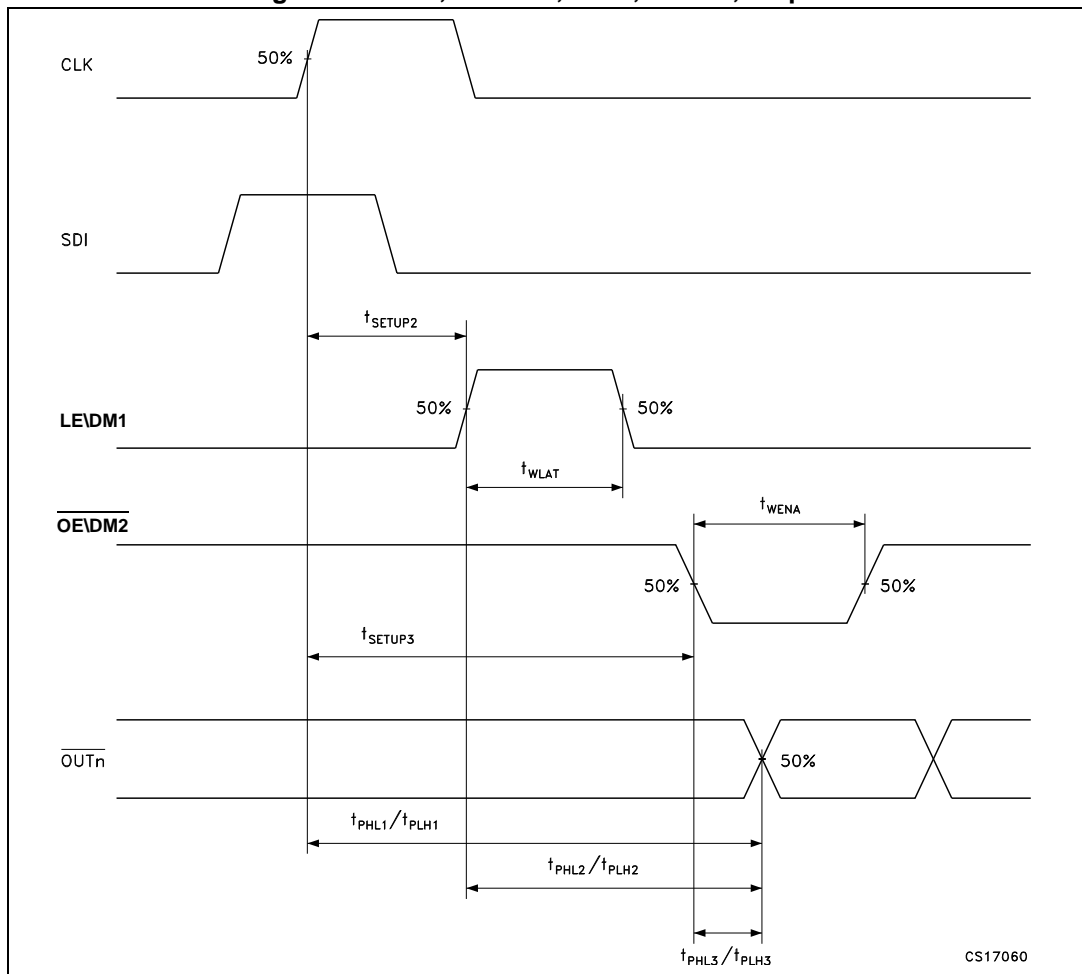 50%
CLK
SDI
tSETUP2
50%
50%
LE\DM1
tWLAT
tWENA
OE\DM2
50%
50%
tSETUP3
OUTn
50%
tPHL1/tPLH1
tPHL2/tPLH2
tPHL3/tPLH3
CS17060